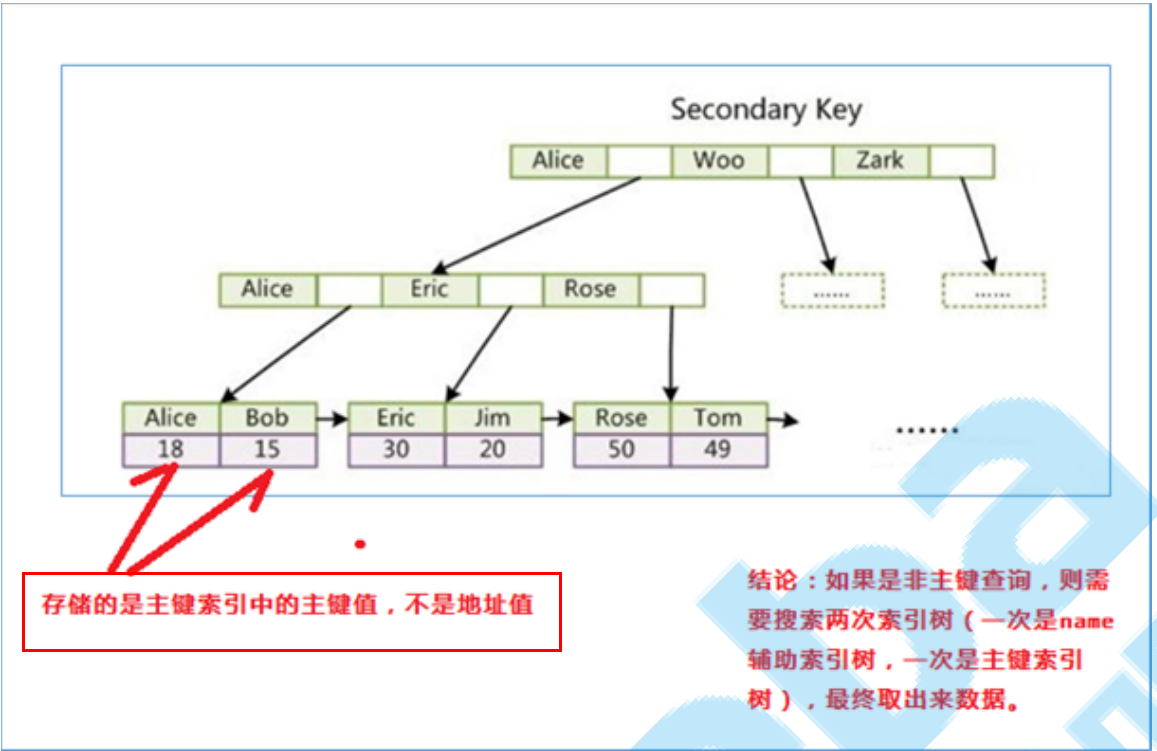 Secondary Key
Alice Woo Zark
Alice Eric Rose
...... ......
Alice Bob Eric Jim Rose Tom
18 15 30 20 50 49
......
存储的是主键索引中的主键值，不是地址值
结论：如果是非主键查询，则需
要搜索两次索引树（一次是name
辅助索引树，一次是主键索引
树），最终取出来数据。